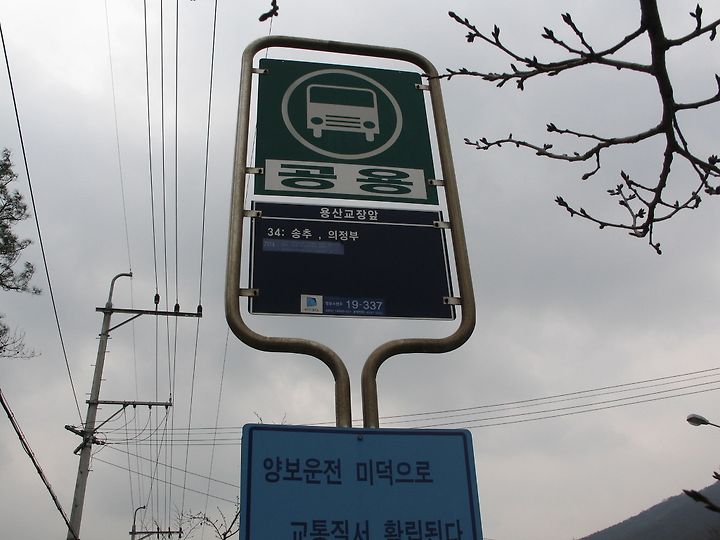 공용
용산교장앞
34: 송추 , 의정부
19-337
양보운전 미덕으로
교통질서 확립된다